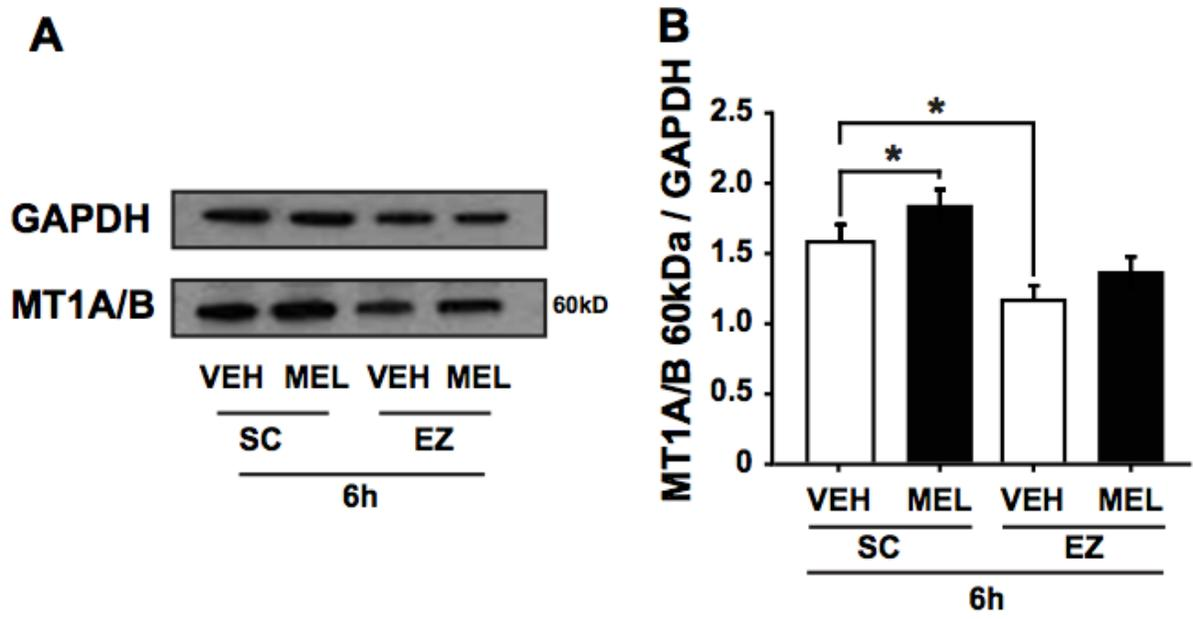 A
GAPDH
MT1A/B
60kD
VEH MEL VEH MEL
SC EZ
6h
B
MT1A/B 60kDa / GAPDH
2.5
2.0
1.5
1.0
0.5
0
*
*
VEH MEL VEH MEL
SC EZ
6h